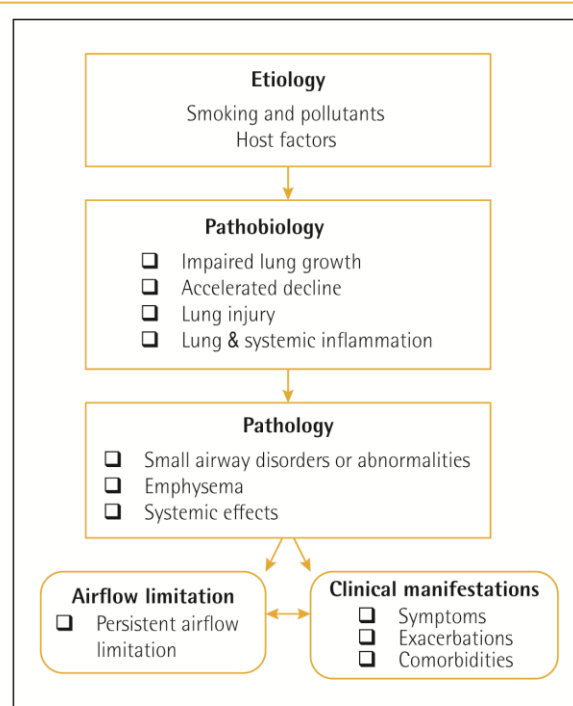 Etiology
Smoking and pollutants
Host factors
Pathobiology
❑ Impaired lung growth
❑ Accelerated decline
❑ Lung injury
❑ Lung & systemic inflammation
Pathology
❑ Small airway disorders or abnormalities
❑ Emphysema
❑ Systemic effects
Airflow limitation
❑ Persistent airflow
limitation
Clinical manifestations
❑ Symptoms
❑ Exacerbations
❑ Comorbidities